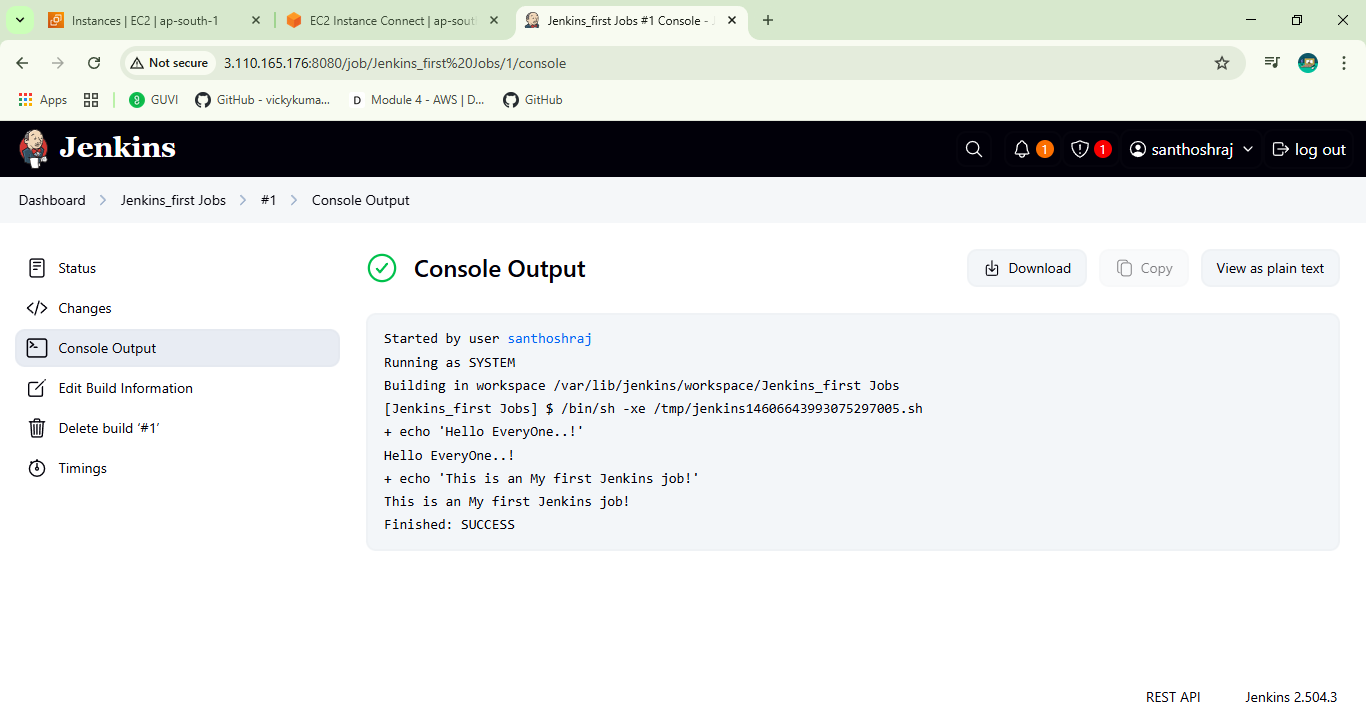 Instances | EC2 | ap-south-1
EC2 Instance Connect | ap-sout
Jenkins_first Jobs #1 Console -
Not secure 3.110.165.176:8080/job/Jenkins_first%20Jobs/1/console
Apps GUVI GitHub - vickykuma... D Module 4 - AWS | D... GitHub
Jenkins 1 1 santhoshraj log out
Dashboard Jenkins_first Jobs #1 Console Output
Status
Changes
Console Output
Edit Build Information
Delete build ‘#1’
Timings
Console Output
Download Copy View as plain text
Started by user santhoshraj
Running as SYSTEM
Building in workspace /var/lib/jenkins/workspace/Jenkins_first Jobs
[Jenkins_first Jobs] $ /bin/sh -xe /tmp/jenkins14606643993075297005.sh
+ echo 'Hello EveryOne..!'
Hello EveryOne..!
+ echo 'This is an My first Jenkins job!'
This is an My first Jenkins job!
Finished: SUCCESS
REST API Jenkins 2.504.3